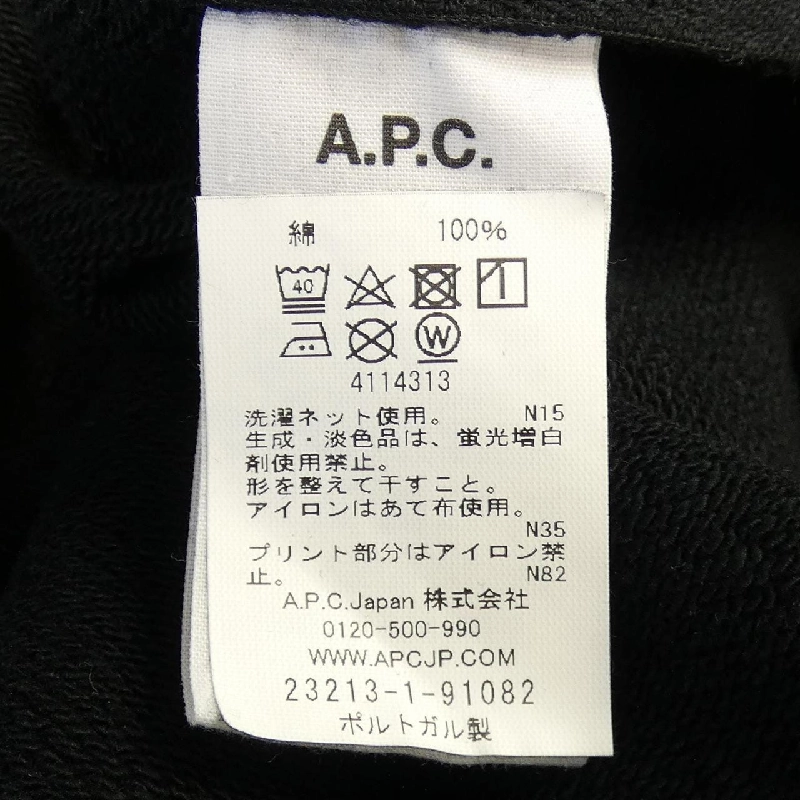 A.P.C.
綿 100%
40
W
4114313
洗濯ネット使用。 N15
生成・淡色品は、蛍光増白
剤使用禁止。
形を整えて干すこと。
アイロンはあて布使用。
N35
プリント部分はアイロン禁
止。 N82
A.P.C.Japan 株式会社
0120-500-990
WWW.APCJP.COM
23213-1-91082
ポルトガル製